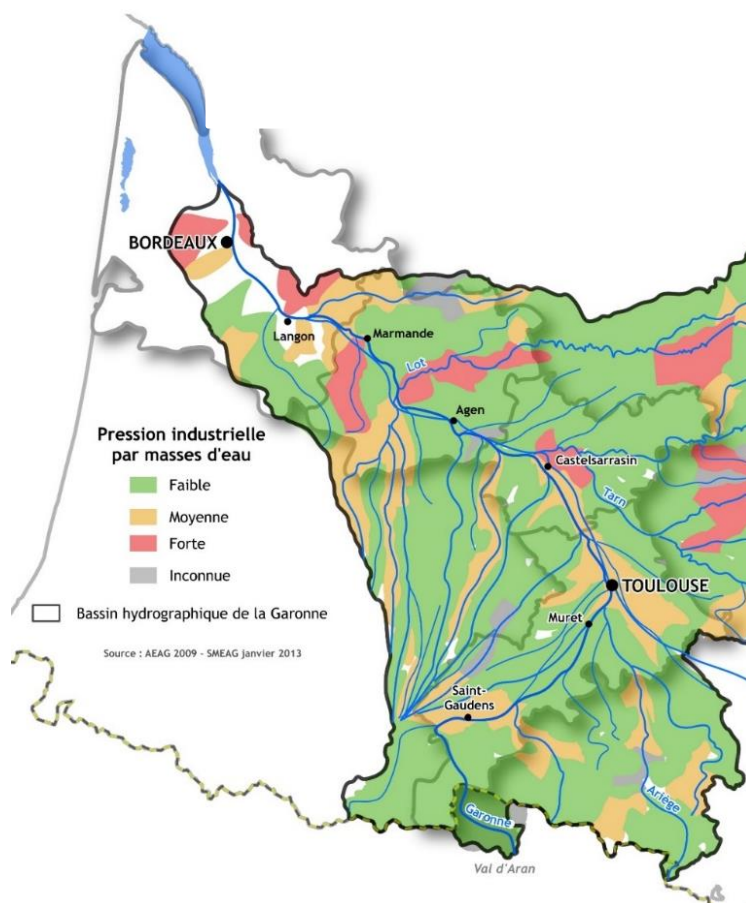 BORDEAUX
Langon
Marmande
Lot
Agen
Castelsarrasin
Tarn
TOULOUSE
Muret
Saint-
Gaudens
Garonne
Ariège
Val d'Aran
Pression industrielle
par masses d'eau
Faible
Moyenne
Forte
Inconnue
Bassin hydrographique de la Garonne
Source : AEAG 2009 - SMEAG janvier 2013